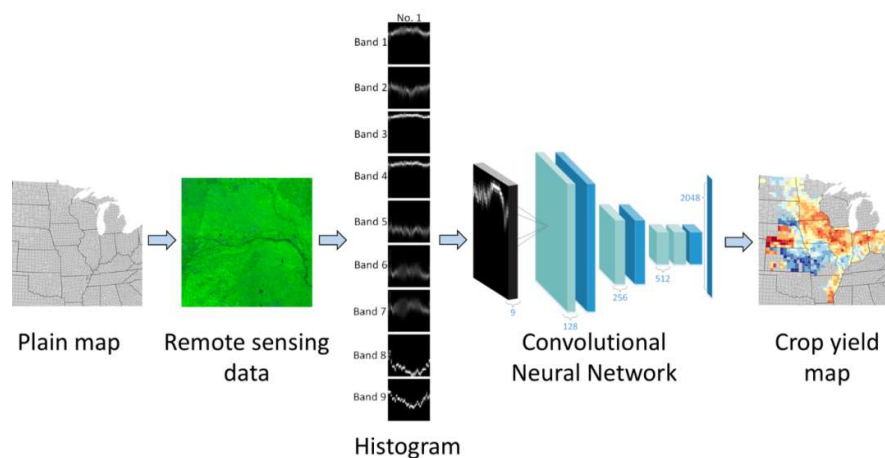 No. 1
Band 1
Band 2
Band 3
Band 4
Band 5
Band 6
Band 7
Band 8
Band 9
Histogram
Plain map
Remote sensing
data
9
128
256
512
2048
Convolutional
Neural Network
Crop yield
map